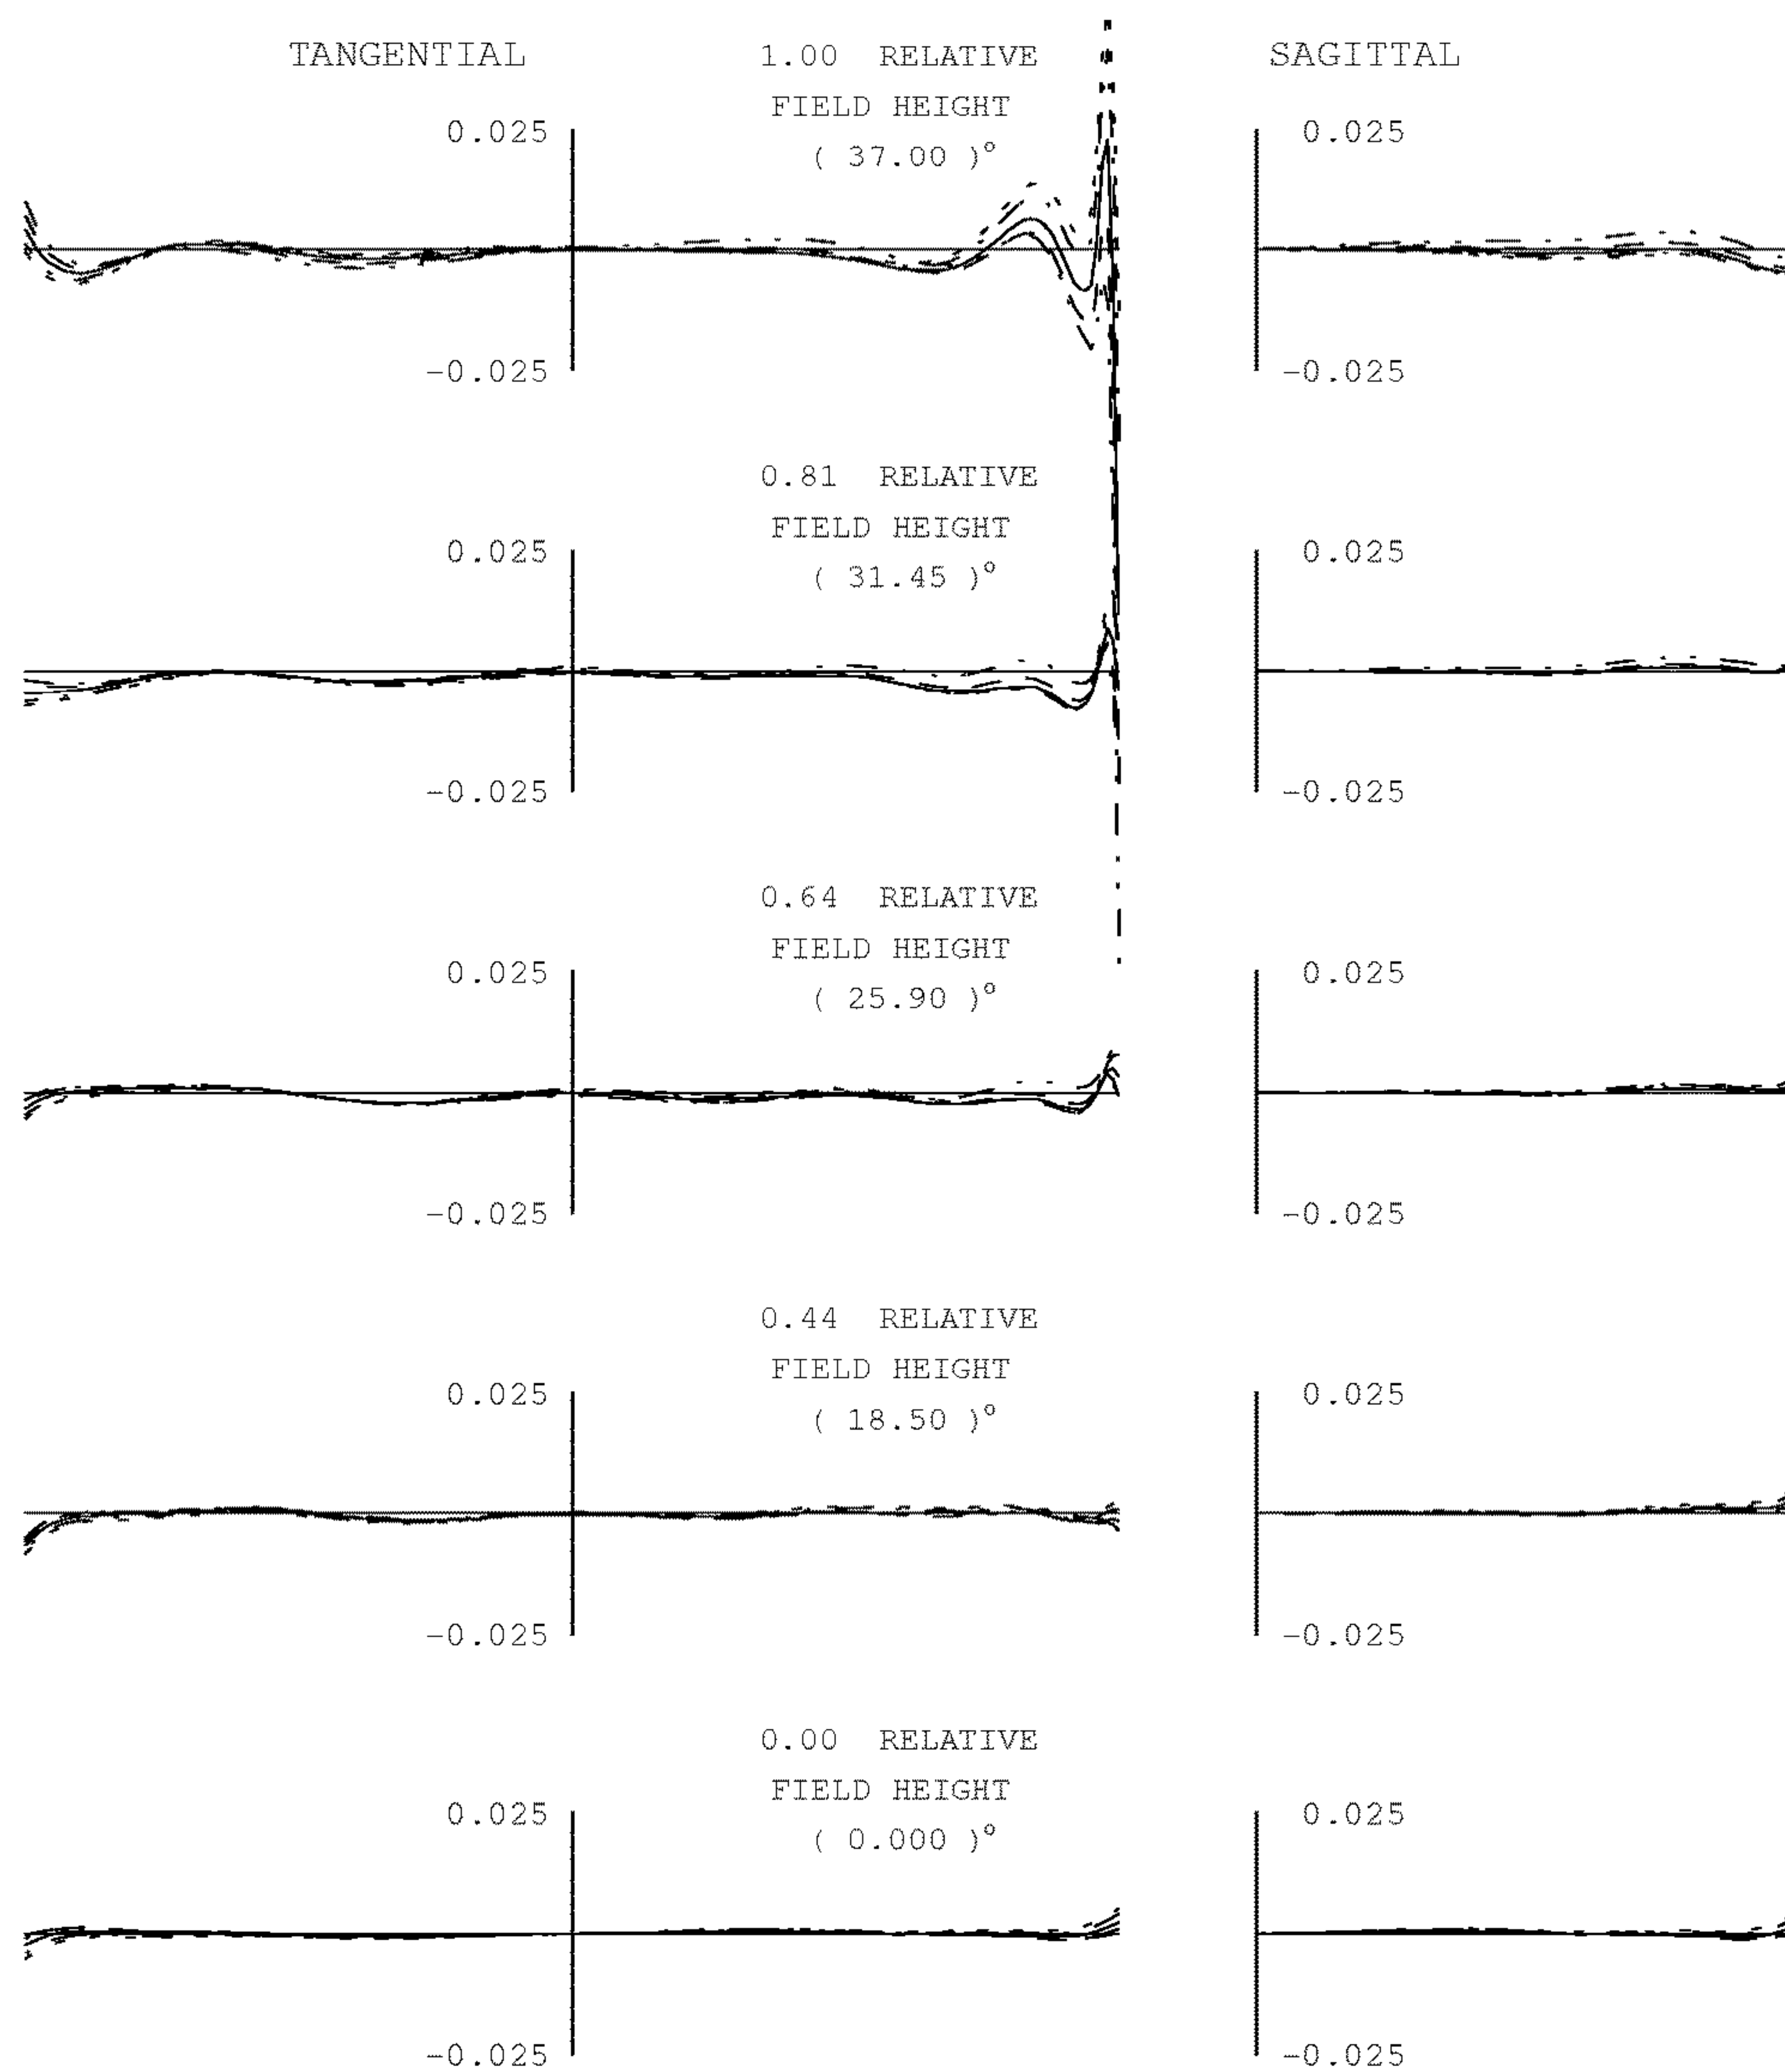 TANGENTIAL 1.00 RELATIVE SAGITTAL
FIELD HEIGHT
0.025 ( 37.00 )° 0.025
-0.025 -0.025
0.81 RELATIVE
FIELD HEIGHT
0.025 ( 31.45 )° 0.025
-0.025 -0.025
0.64 RELATIVE
FIELD HEIGHT
0.025 ( 25.90 )° 0.025
-0.025 -0.025
0.44 RELATIVE
FIELD HEIGHT
0.025 ( 18.50 )° 0.025
-0.025 -0.025
0.00 RELATIVE
FIELD HEIGHT
0.025 ( 0.000 )° 0.025
-0.025 -0.025